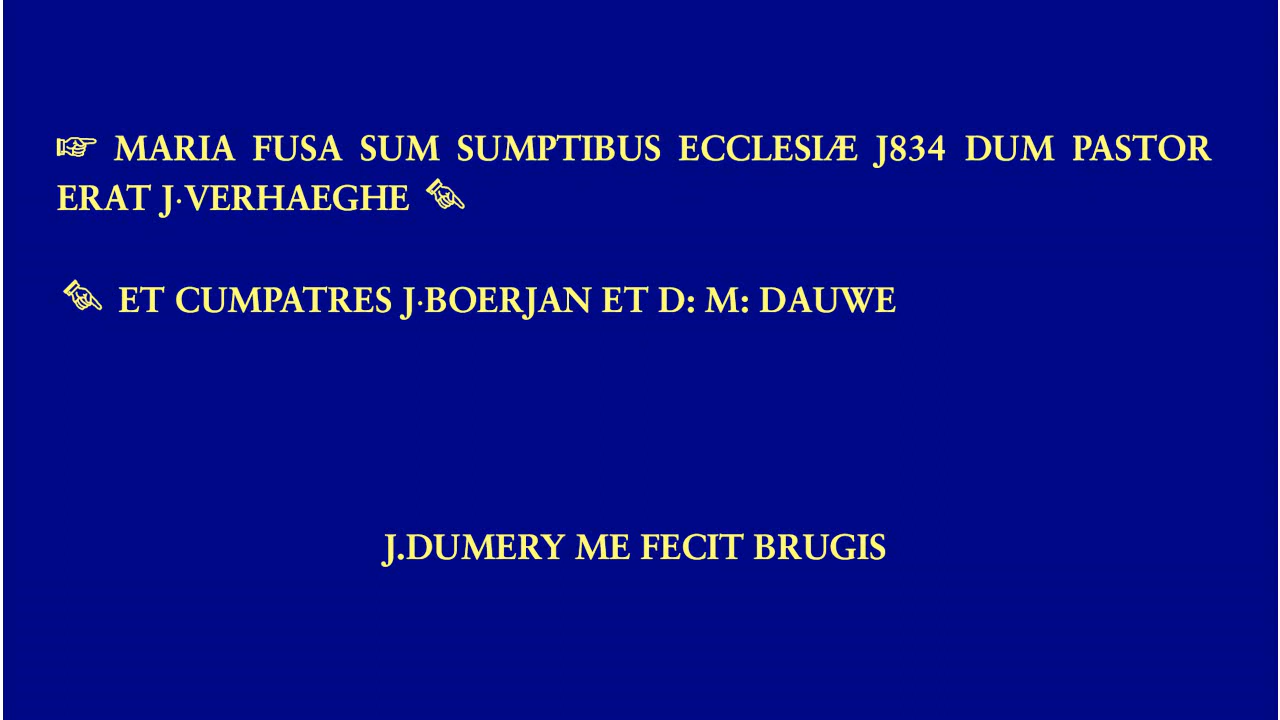 ☞ MARIA FUSA SUM SUMPTIBUS ECCLESIÆ J834 DUM PASTOR
ERAT J·VERHAEGHE
ET CUMPATRES J·BOERJAN ET D: M: DAUWE
J.DUMERY ME FECIT BRUGIS